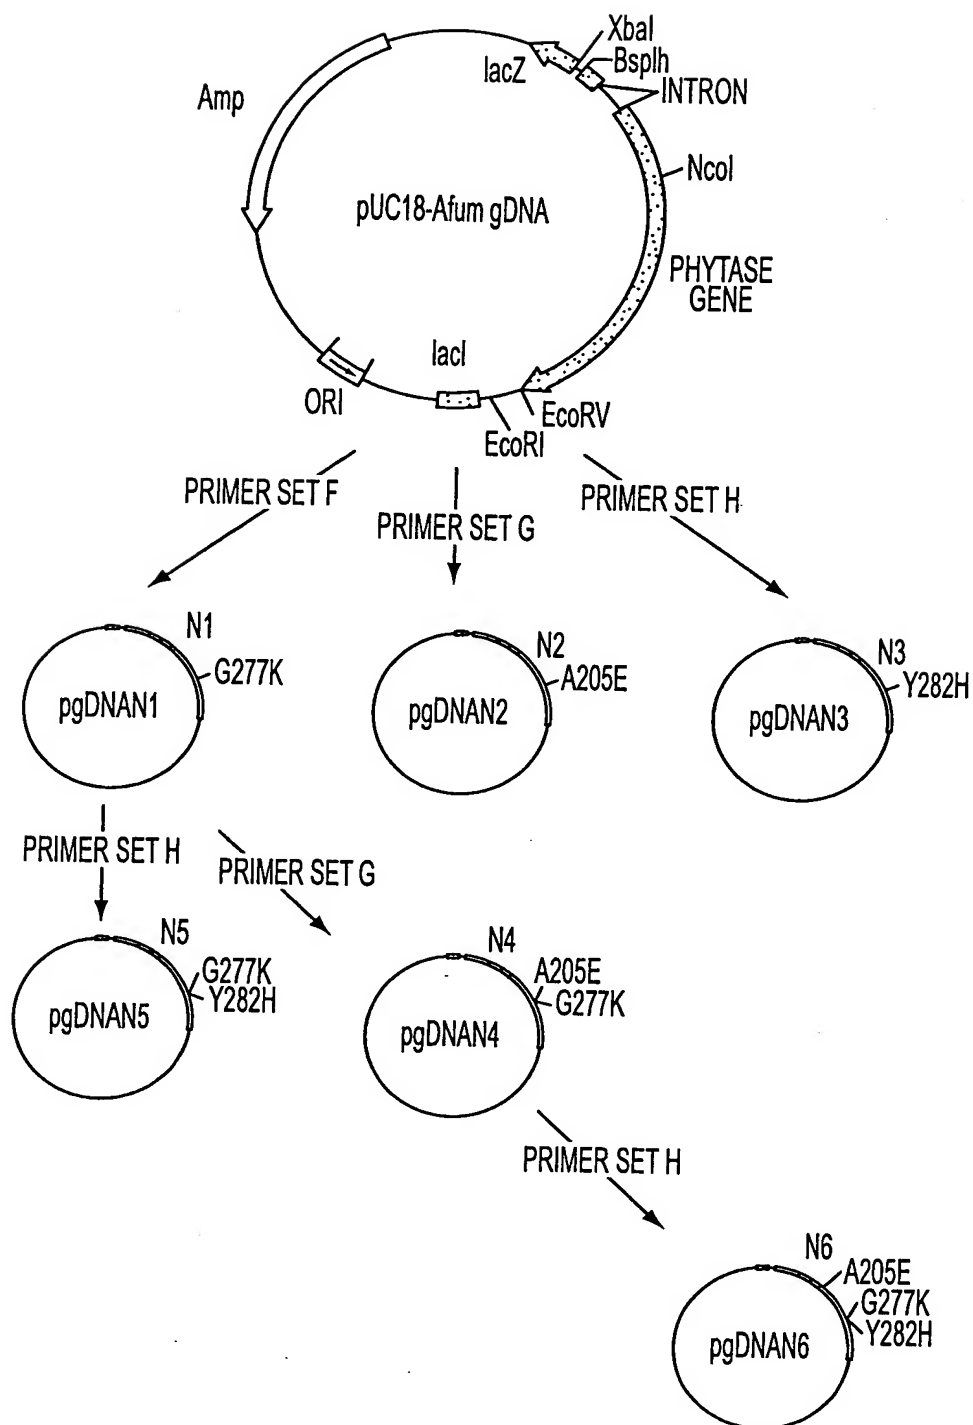 XbaI
BspIh
lacZ
INTRON
Amp
NcoI
pUC18-Afum gDNA
PHYTASE
GENE
lacI
ORI
EcoRV
EcoRI
PRIMER SET F
PRIMER SET G
PRIMER SET H
N1
G277K
pgDNAN1
N2
A205E
pgDNAN2
N3
Y282H
pgDNAN3
PRIMER SET H
PRIMER SET G
N5
G277K
Y282H
pgDNAN5
N4
A205E
G277K
pgDNAN4
PRIMER SET H
N6
A205E
G277K
Y282H
pgDNAN6